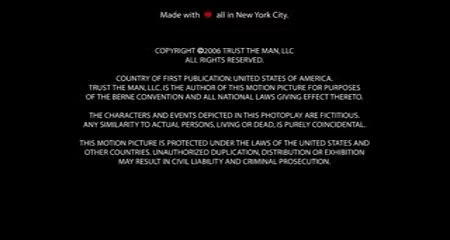 Made with all in New York City.
COPYRIGHT ©2006 TRUST THE MAN, LLC
ALL RIGHTS RESERVED.
COUNTRY OF FIRST PUBLICATION: UNITED STATES OF AMERICA.
TRUST THE MAN, LLC. IS THE AUTHOR OF THIS MOTION PICTURE FOR PURPOSES
OF THE BERNE CONVENTION AND ALL NATIONAL LAWS GIVING EFFECT THERETO.
THE CHARACTERS AND EVENTS DEPICTED IN THIS PHOTOPLAY ARE FICTITIOUS.
ANY SIMILARITY TO ACTUAL PERSONS, LIVING OR DEAD, IS PURELY COINCIDENTAL.
THIS MOTION PICTURE IS PROTECTED UNDER THE LAWS OF THE UNITED STATES AND
OTHER COUNTRIES. UNAUTHORIZED DUPLICATION, DISTRIBUTION OR EXHIBITION
MAY RESULT IN CIVIL LIABILITY AND CRIMINAL PROSECUTION.